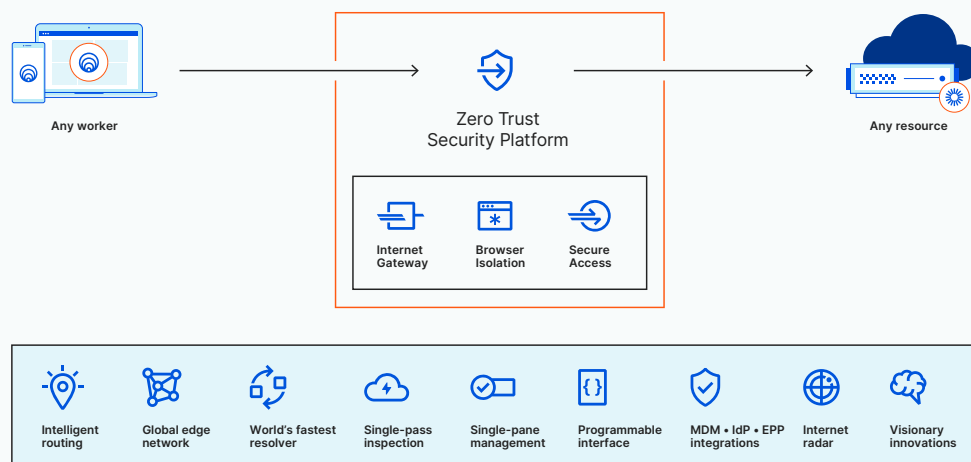 Any worker
Zero Trust
Security Platform
Any resource
Internet
Gateway
Browser
Isolation
Secure
Access
Intelligent
routing
Global edge
network
World's fastest
resolver
Single-pass
inspection
Single-pane
management
Programmable
interface
MDM • IdP • EPP
integrations
Internet
radar
Visionary
innovations